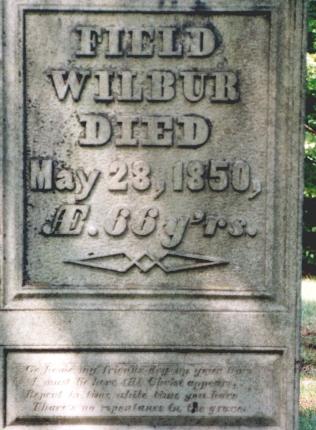 FIELD
WILBUR
DIED
May 28, 1850,
Æ. 66 y'rs.
Go home my friends dry up your tears
I must lie here till Christ appears,
Repent in time while time you have
There's no repentance in the grave.